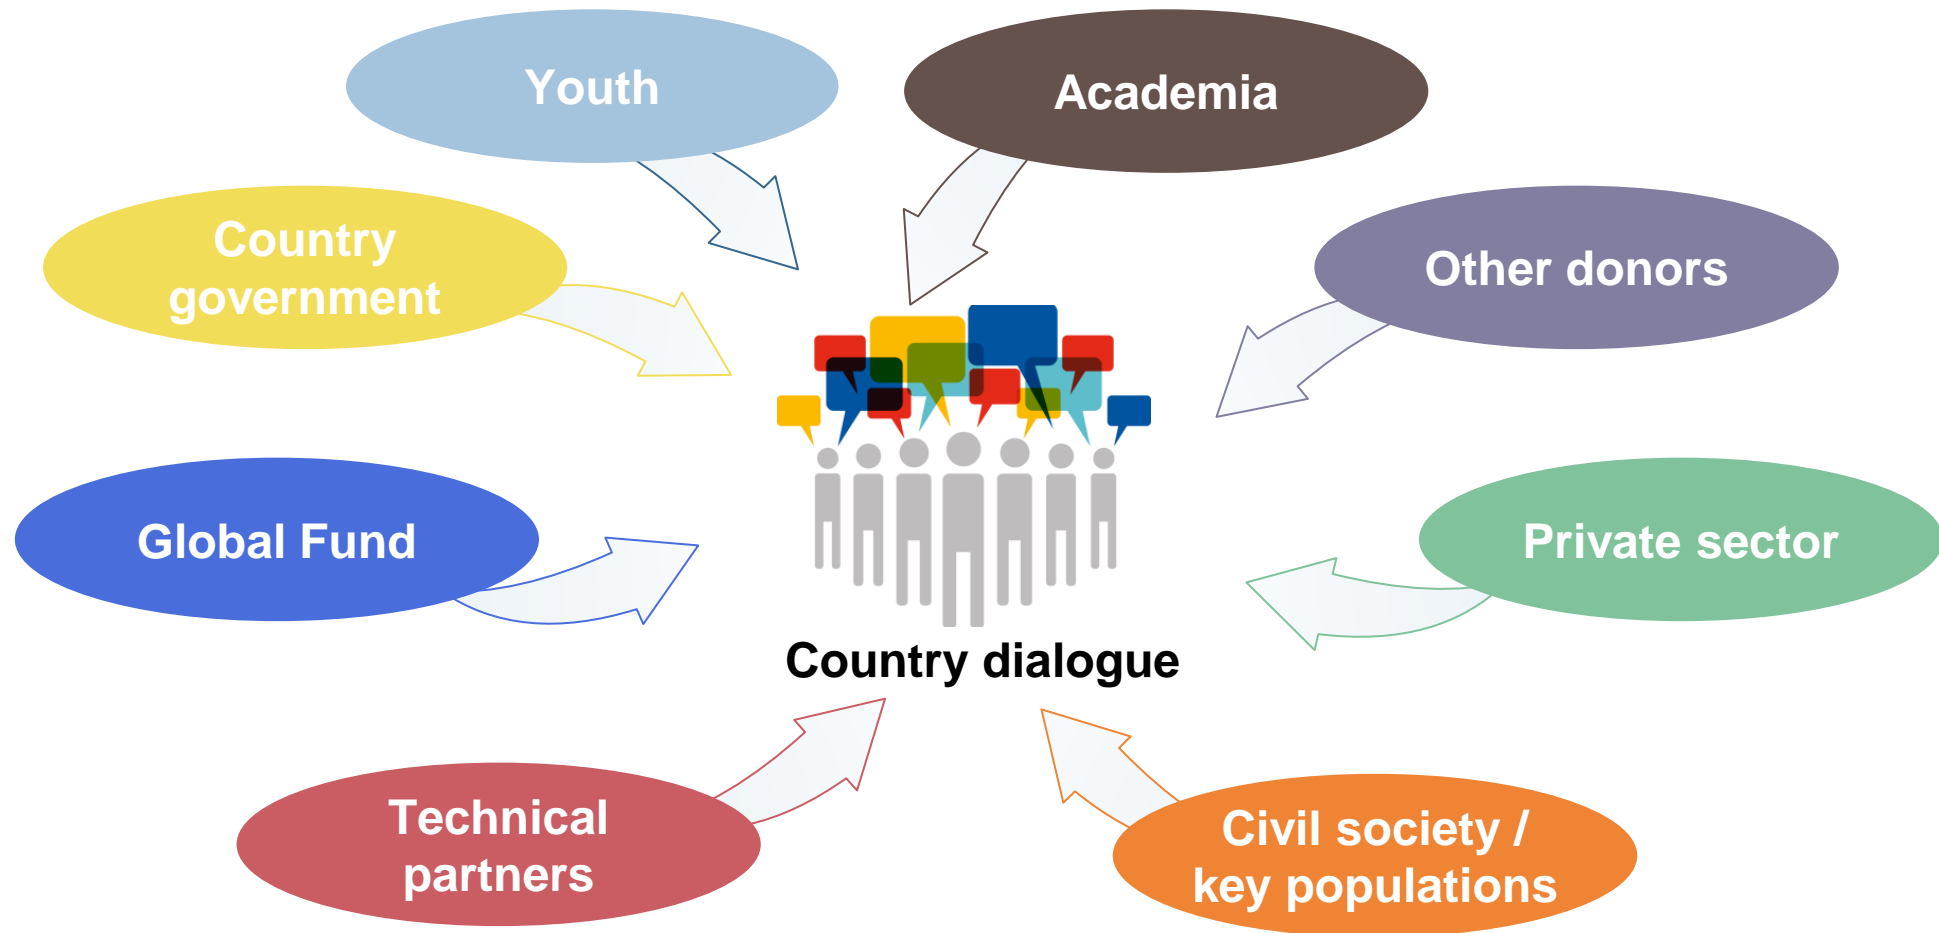 Youth
Academia
Country
government
Other donors
Global Fund
Private sector
Country dialogue
Technical
partners
Civil society /
key populations